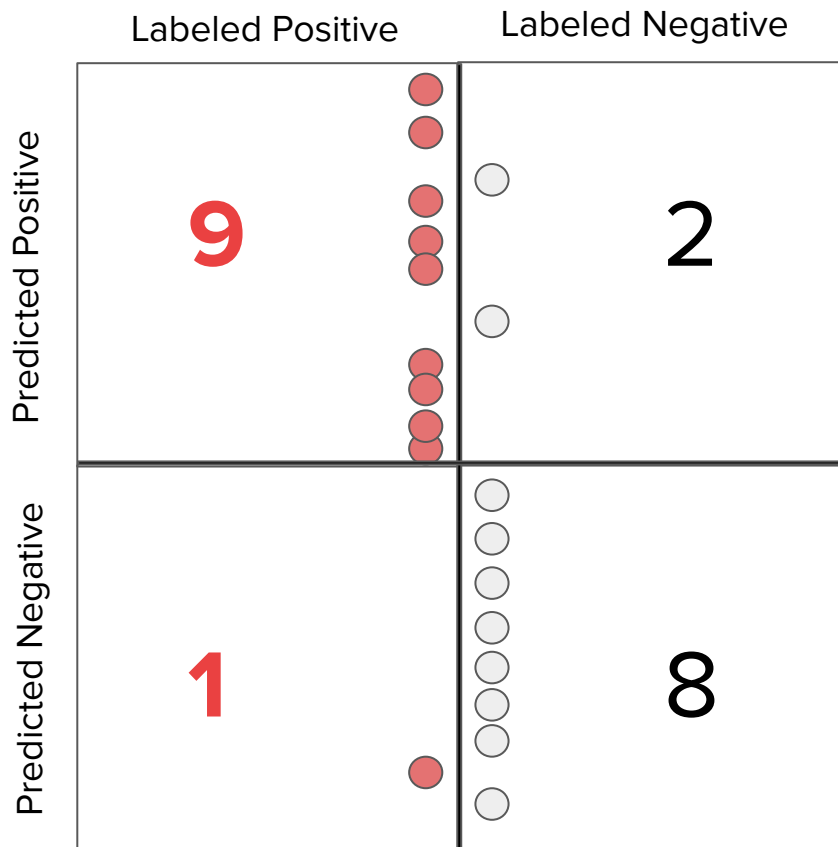 Labeled Positive
Labeled Negative
Predicted Positive
9
2
Predicted Negative
1
8